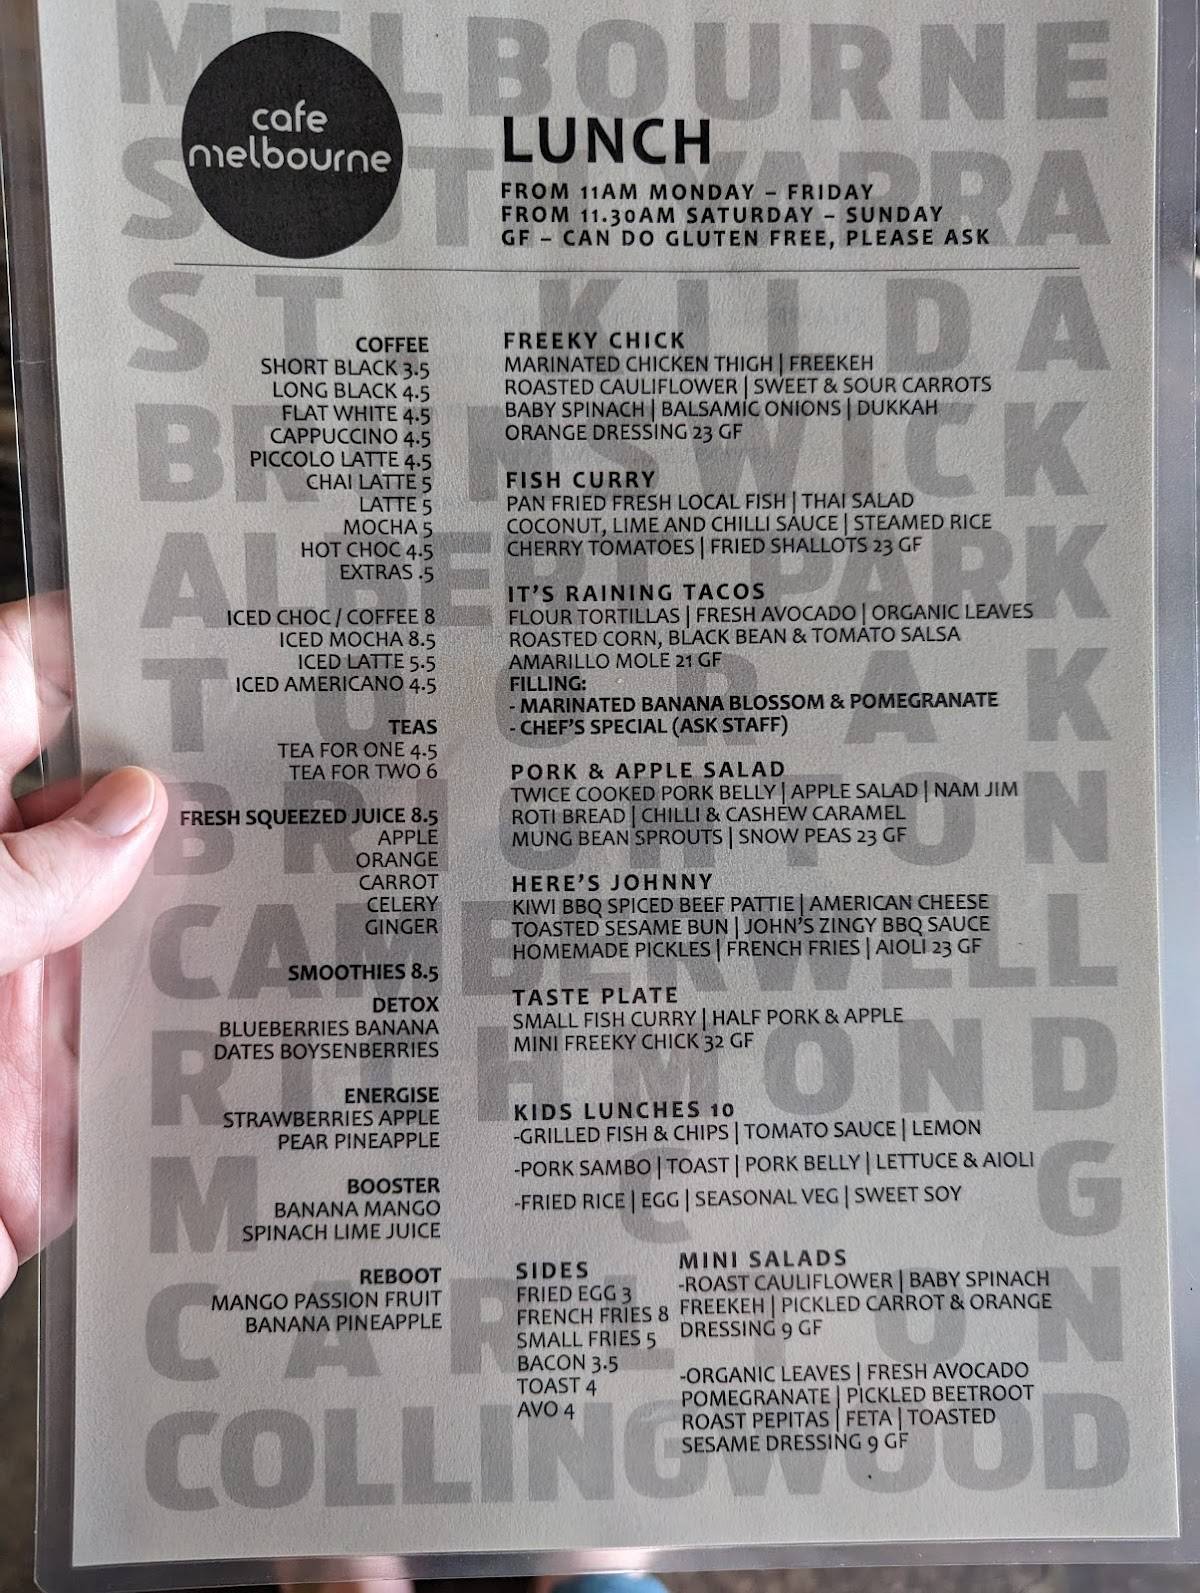 cafe
melbourne
LUNCH
FROM 11AM MONDAY – FRIDAY
FROM 11.30AM SATURDAY – SUNDAY
GF – CAN DO GLUTEN FREE, PLEASE ASK
COFFEE
SHORT BLACK 3.5
LONG BLACK 4.5
FLAT WHITE 4.5
CAPPUCCINO 4.5
PICCOLO LATTE 4.5
CHAI LATTE 5
LATTE 5
MOCHA 5
HOT CHOC 4.5
EXTRAS .5
ICED CHOC / COFFEE 8
ICED MOCHA 8.5
ICED LATTE 5.5
ICED AMERICANO 4.5
TEAS
TEA FOR ONE 4.5
TEA FOR TWO 6
FRESH SQUEEZED JUICE 8.5
APPLE
ORANGE
CARROT
CELERY
GINGER
SMOOTHIES 8.5
DETOX
BLUEBERRIES BANANA
DATES BOYSENBERRIES
ENERGISE
STRAWBERRIES APPLE
PEAR PINEAPPLE
BOOSTER
BANANA MANGO
SPINACH LIME JUICE
REBOOT
MANGO PASSION FRUIT
BANANA PINEAPPLE
FREEKY CHICK
MARINATED CHICKEN THIGH | FREEKEH
ROASTED CAULIFLOWER | SWEET & SOUR CARROTS
BABY SPINACH | BALSAMIC ONIONS | DUKKAH
ORANGE DRESSING 23 GF
FISH CURRY
PAN FRIED FRESH LOCAL FISH | THAI SALAD
COCONUT, LIME AND CHILLI SAUCE | STEAMED RICE
CHERRY TOMATOES | FRIED SHALLOTS 23 GF
IT'S RAINING TACOS
FLOUR TORTILLAS | FRESH AVOCADO | ORGANIC LEAVES
ROASTED CORN, BLACK BEAN & TOMATO SALSA
AMARILLO MOLE 21 GF
FILLING:
- MARINATED BANANA BLOSSOM & POMEGRANATE
- CHEF'S SPECIAL (ASK STAFF)
PORK & APPLE SALAD
TWICE COOKED PORK BELLY | APPLE SALAD | NAM JIM
ROTI BREAD | CHILLI & CASHEW CARAMEL
MUNG BEAN SPROUTS | SNOW PEAS 23 GF
HERE'S JOHNNY
KIWI BBQ SPICED BEEF PATTIE | AMERICAN CHEESE
TOASTED SESAME BUN | JOHN'S ZINGY BBQ SAUCE
HOMEMADE PICKLES | FRENCH FRIES | AIOLI 23 GF
TASTE PLATE
SMALL FISH CURRY | HALF PORK & APPLE
MINI FREEKY CHICK 32 GF
KIDS LUNCHES 10
-GRILLED FISH & CHIPS | TOMATO SAUCE | LEMON
-PORK SAMBO | TOAST | PORK BELLY | LETTUCE & AIOLI
-FRIED RICE | EGG | SEASONAL VEG | SWEET SOY
SIDES
FRIED EGG 3
FRENCH FRIES 8
SMALL FRIES 5
BACON 3.5
TOAST 4
AVO 4
MINI SALADS
-ROAST CAULIFLOWER | BABY SPINACH
FREEKEH | PICKLED CARROT & ORANGE
DRESSING 9 GF
-ORGANIC LEAVES | FRESH AVOCADO
POMEGRANATE | PICKLED BEETROOT
ROAST PEPITAS | FETA | TOASTED
SESAME DRESSING 9 GF
MELBOURNE
SOUTH YARRA
ST KILDA
BRUNSWICK
ALBERT PARK
TOORAK
BRIGHTON
CAMBERWELL
RICHMOND
MCG
CARLTON
COLLINGWOOD